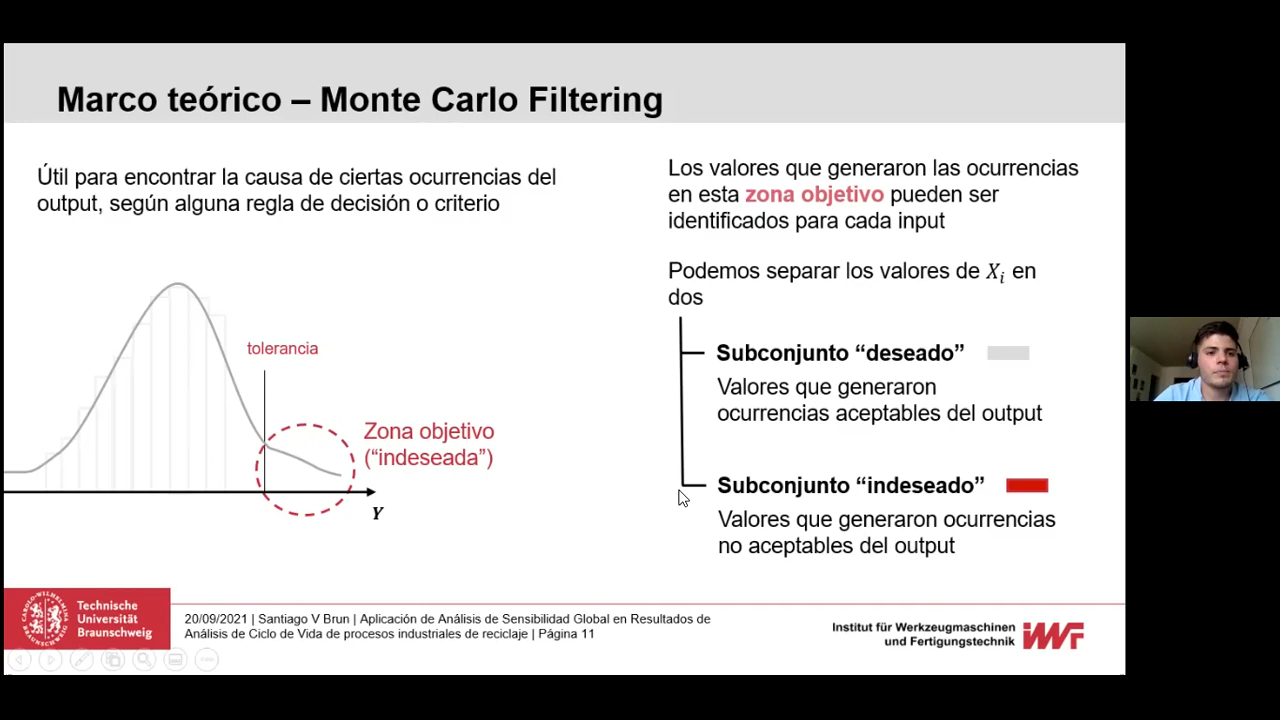 Marco teórico – Monte Carlo Filtering
Útil para encontrar la causa de ciertas ocurrencias del
output, según alguna regla de decisión o criterio
tolerancia
Zona objetivo
(“indeseada”)
Y
Los valores que generaron las ocurrencias
en esta zona objetivo pueden ser
identificados para cada input
Podemos separar los valores de Xᵢ en
dos
Subconjunto “deseado”
Valores que generaron
ocurrencias aceptables del output
Subconjunto “indeseado”
Valores que generaron ocurrencias
no aceptables del output
Technische
Universität
Braunschweig
20/09/2021 | Santiago V Brun | Aplicación de Análisis de Sensibilidad Global en Resultados de
Análisis de Ciclo de Vida de procesos industriales de reciclaje | Página 11
Institut für Werkzeugmaschinen
und Fertigungstechnik
iWF